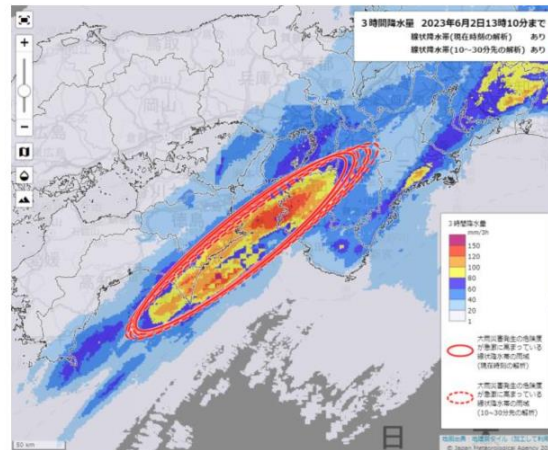 3時間降水量 2023年6月2日13時10分まで
線状降水帯(現在時刻の解析) あり
線状降水帯(10～30分先の解析) あり
鳥取
岡山
徳島
3時間降水量
mm/3h
150
120
100
80
60
40
20
1
大雨災害発生の危険度
が急激に高まっている
線状降水帯の雨域
(現在時刻の解析)
大雨災害発生の危険度
が急激に高まっている
線状降水帯の雨域
(10～30分先の解析)
50 km
日